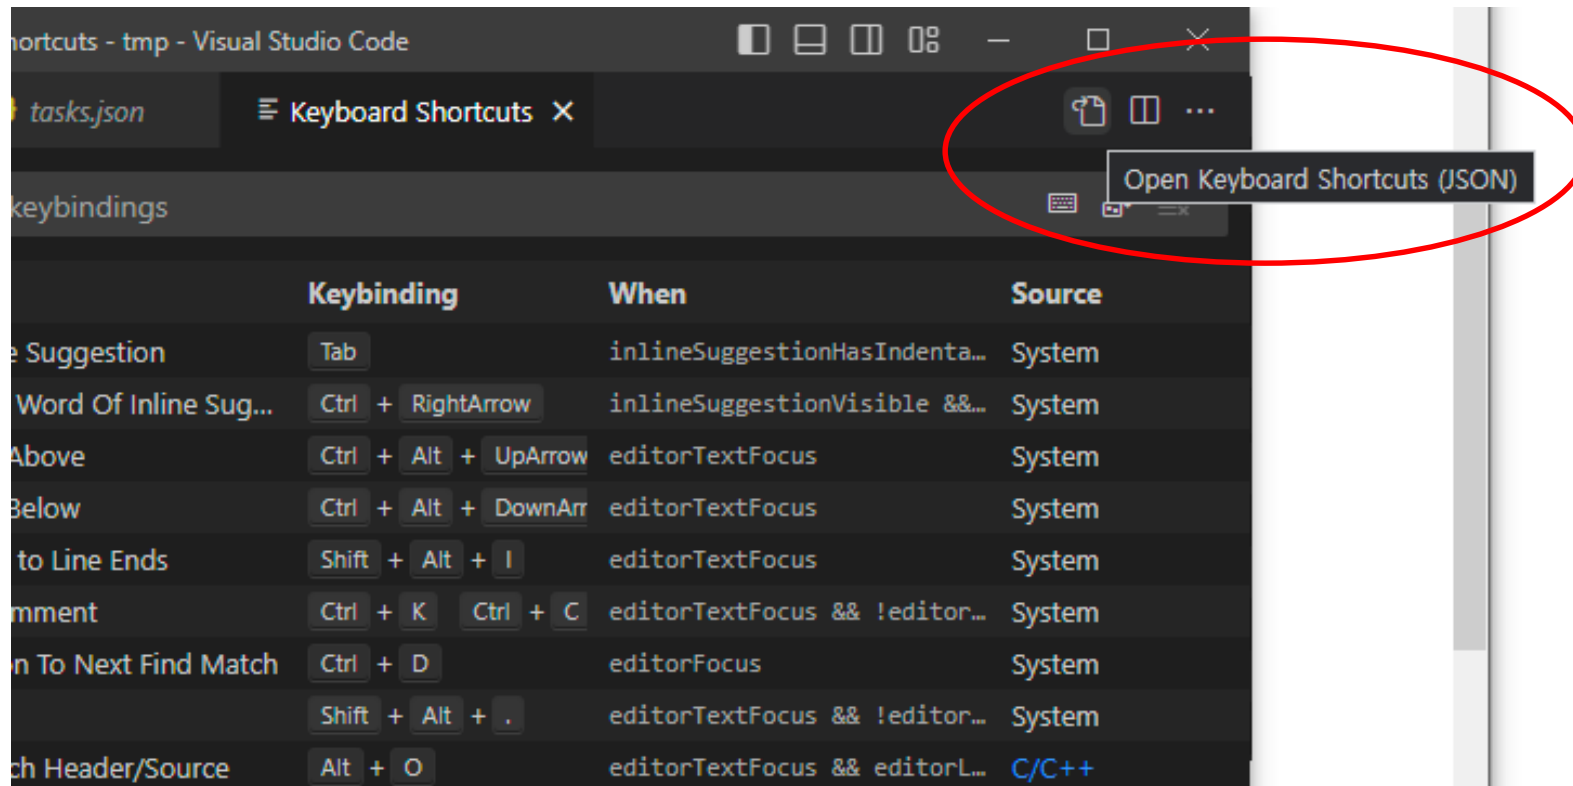 ortcuts - tmp - Visual Studio Code
tasks.json Keyboard Shortcuts
Open Keyboard Shortcuts (JSON)
keybindings
Keybinding When Source
Suggestion Tab inlineSuggestionHasIndenta… System
Word Of Inline Sug... Ctrl + RightArrow inlineSuggestionVisible &&… System
Above Ctrl + Alt + UpArrow editorTextFocus System
Below Ctrl + Alt + DownArr editorTextFocus System
to Line Ends Shift + Alt + I editorTextFocus System
mment Ctrl + K Ctrl + C editorTextFocus && !editor… System
n To Next Find Match Ctrl + D editorFocus System
Shift + Alt + . editorTextFocus && !editor… System
ch Header/Source Alt + O editorTextFocus && editorL… C/C++